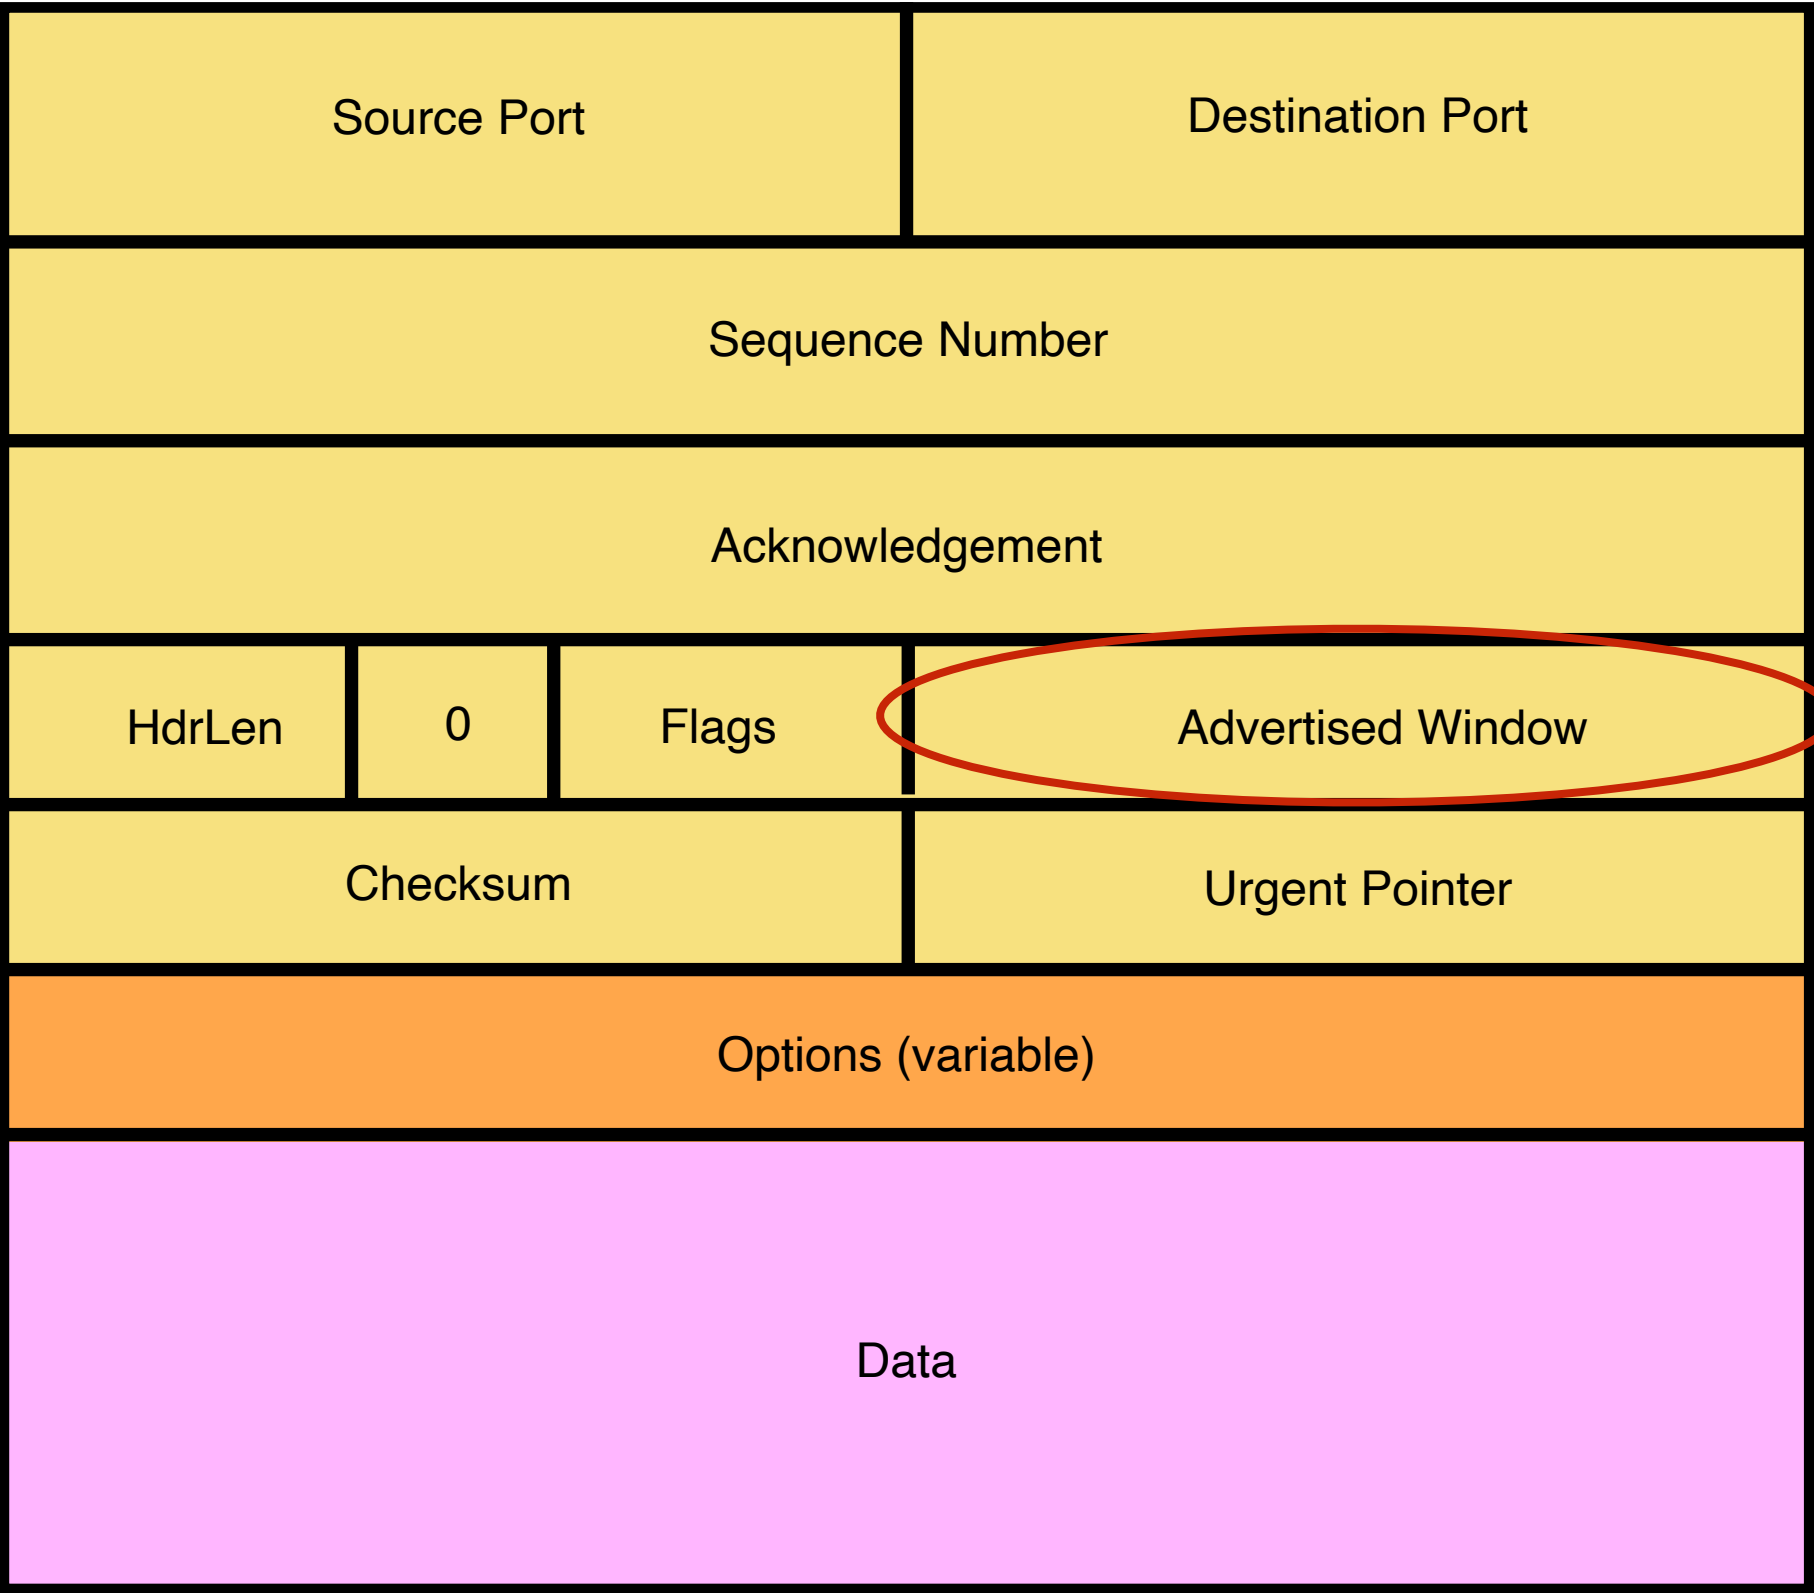 Source Port
Destination Port
Sequence Number
Acknowledgement
HdrLen
0
Flags
Advertised Window
Checksum
Urgent Pointer
Options (variable)
Data